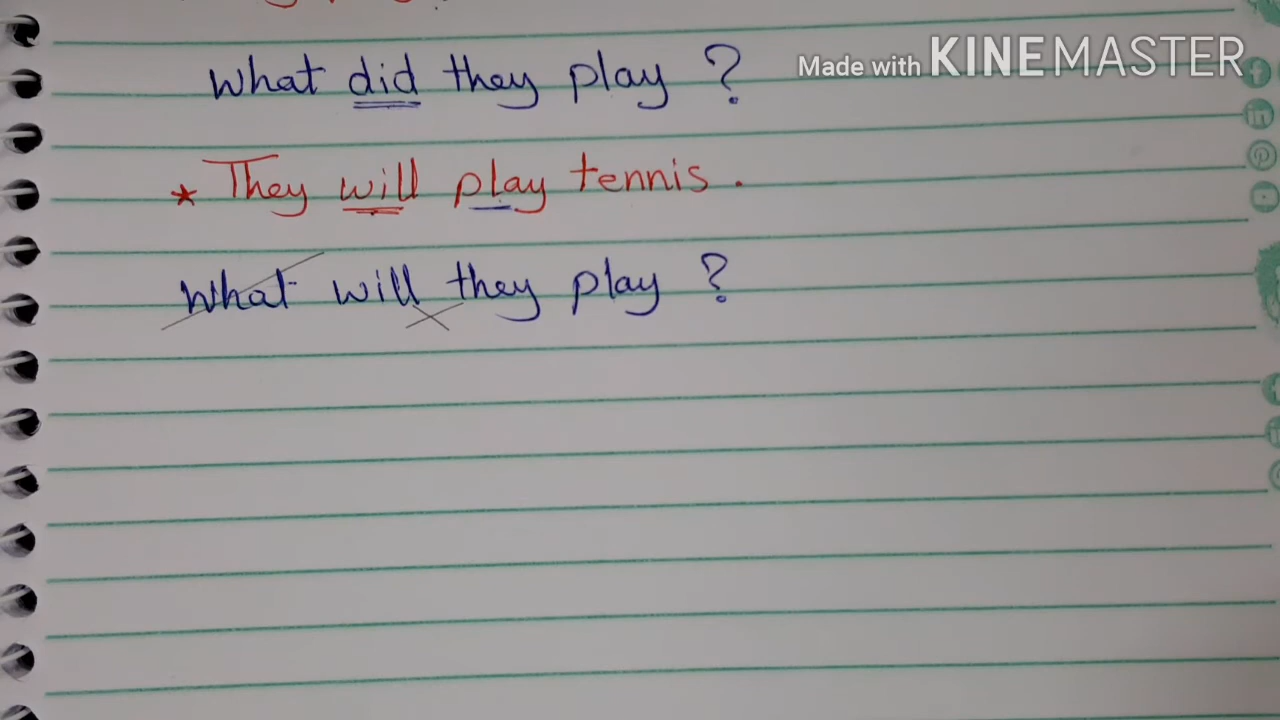 What did they play ?
Made with KINEMASTER
* They will play tennis .
What will they play ?